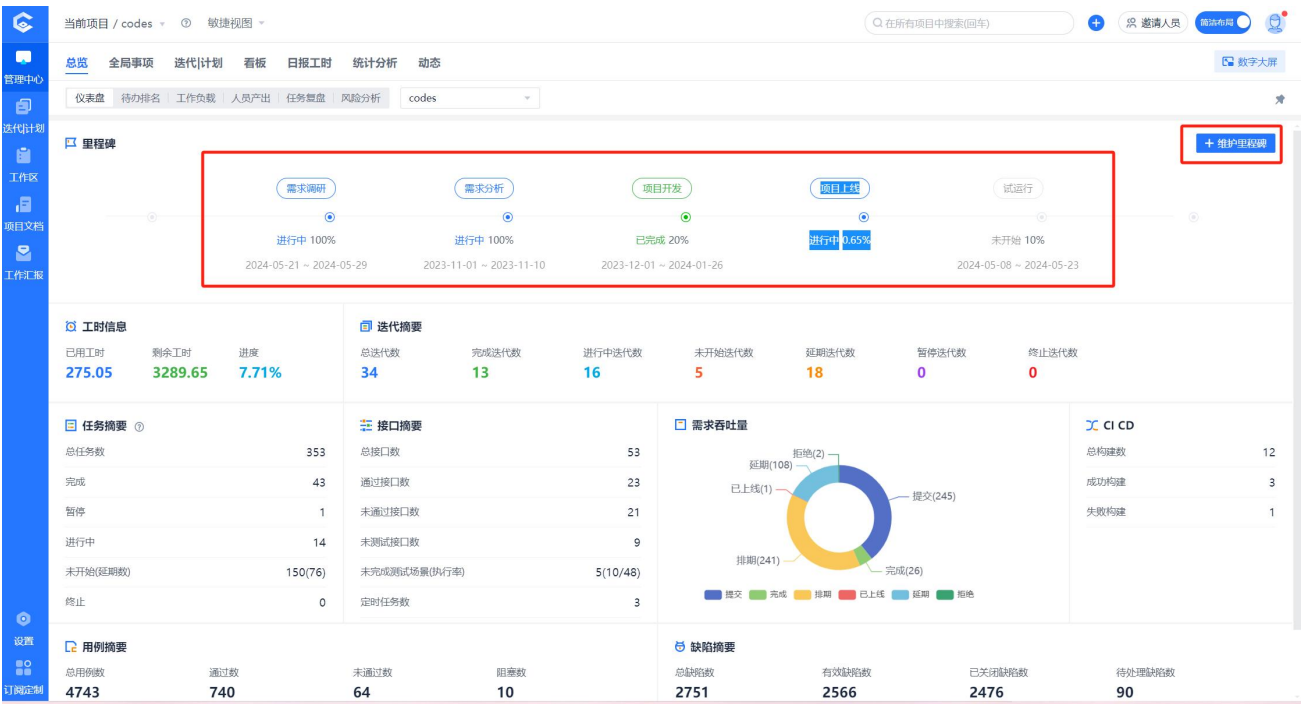 当前项目 / codes 敏捷视图 在所有项目中搜索(回车) 邀请人员 简洁布局
管理中心
迭代|计划
工作区
项目文档
工作汇报
设置
订阅定制
总览 全局事项 迭代|计划 看板 日报工时 统计分析 动态 数字大屏
仪表盘 待办排名 工作负载 人员产出 任务复盘 风险分析 codes
里程碑 + 维护里程碑
需求调研 需求分析 项目开发 项目上线 试运行
进行中 100% 进行中 100% 已完成 20% 进行中 0.65% 未开始 10%
2024-05-21 ~ 2024-05-29 2023-11-01 ~ 2023-11-10 2023-12-01 ~ 2024-01-26 2024-05-08 ~ 2024-05-23
工时信息
已用工时 剩余工时 进度
275.05 3289.65 7.71%
迭代摘要
总迭代数 完成迭代数 进行中迭代数 未开始迭代数 延期迭代数 暂停迭代数 终止迭代数
34 13 16 5 18 0 0
任务摘要
总任务数 353
完成 43
暂停 1
进行中 14
未开始(延期数) 150(76)
终止 0
接口摘要
总接口数 53
通过接口数 23
未通过接口数 21
未测试接口数 9
未完成测试场景(执行率) 5(10/48)
定时任务数 3
需求吞吐量
拒绝(2)
延期(108)
已上线(1)
提交(245)
排期(241)
完成(26)
提交 完成 排期 已上线 延期 拒绝
CI CD
总构建数 12
成功构建 3
失败构建 1
用例摘要
总用例数 通过数 未通过数 阻塞数
4743 740 64 10
缺陷摘要
总缺陷数 有效缺陷数 已关闭缺陷数 待处理缺陷数
2751 2566 2476 90